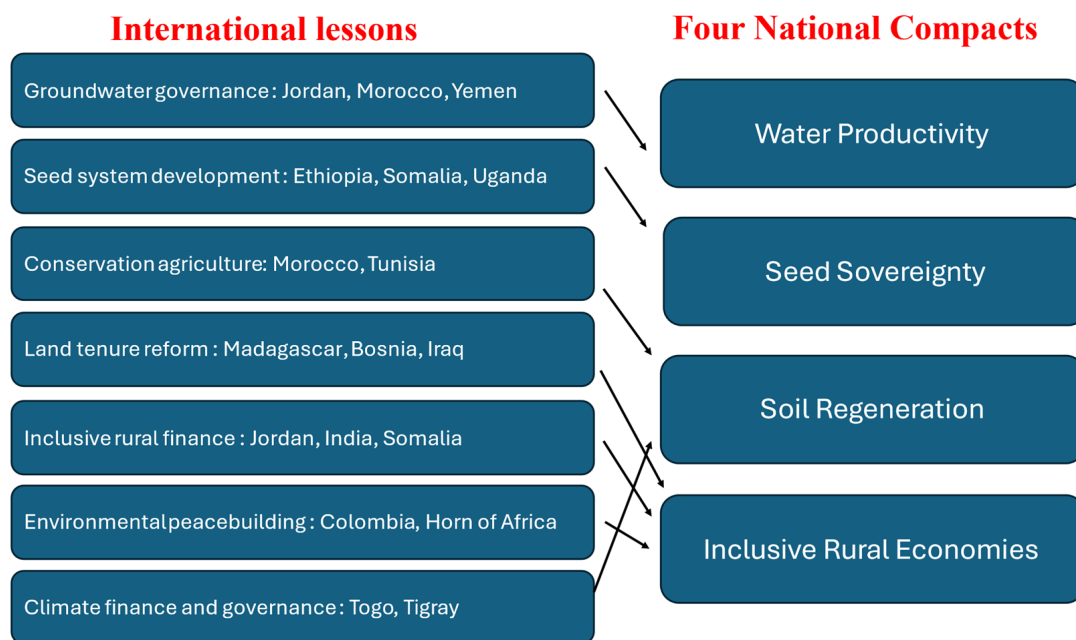 International lessons
Four National Compacts
Groundwater governance : Jordan, Morocco, Yemen
Seed system development : Ethiopia, Somalia, Uganda
Conservation agriculture: Morocco, Tunisia
Land tenure reform : Madagascar, Bosnia, Iraq
Inclusive rural finance : Jordan, India, Somalia
Environmental peacebuilding : Colombia, Horn of Africa
Climate finance and governance : Togo, Tigray
Water Productivity
Seed Sovereignty
Soil Regeneration
Inclusive Rural Economies